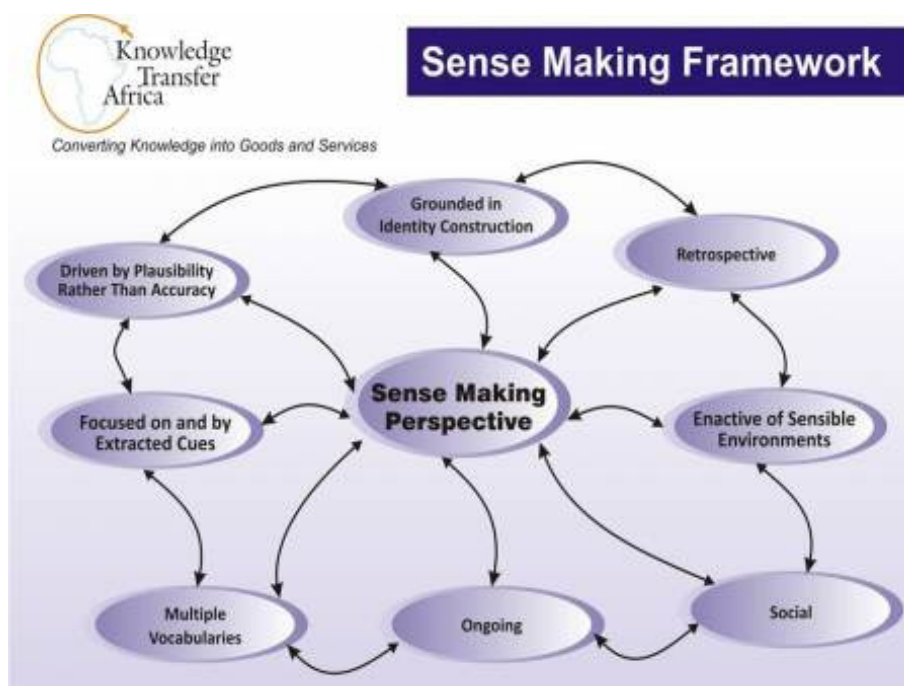 Knowledge
Transfer
Africa
Converting Knowledge into Goods and Services
Sense Making Framework
Grounded in
Identity Construction
Retrospective
Driven by Plausibility
Rather Than Accuracy
Sense Making
Perspective
Focused on and by
Extracted Cues
Enactive of Sensible
Environments
Multiple
Vocabularies
Ongoing
Social